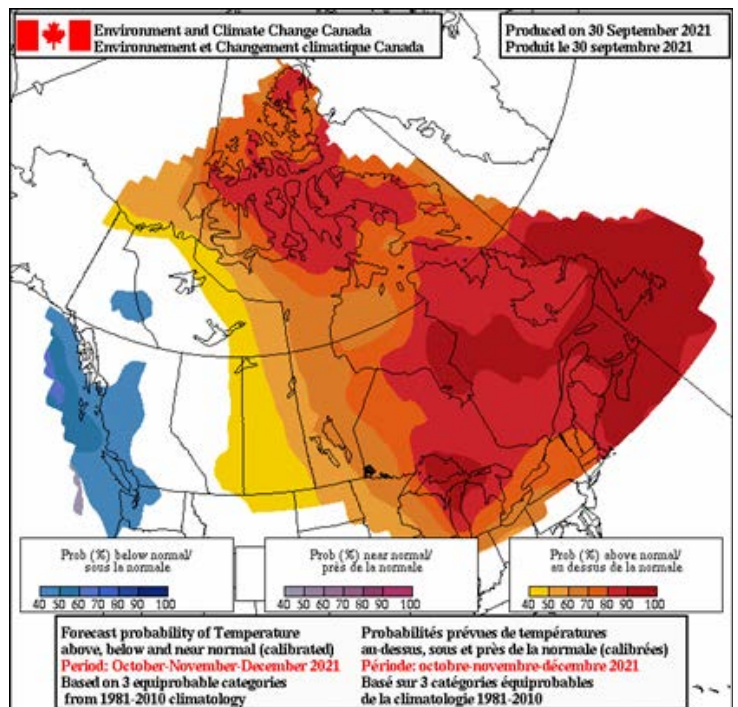 Environment and Climate Change Canada
Environnement et Changement climatique Canada
Produced on 30 September 2021
Produit le 30 septembre 2021
Prob (%) below normal/
sous la normale
40 50 60 70 80 90 100
Prob (%) near normal/
près de la normale
40 50 60 70 80 90 100
Prob (%) above normal/
au dessus de la normale
40 50 60 70 80 90 100
Forecast probability of Temperature
above, below and near normal (calibrated)
Period: October-November-December 2021
Based on 3 equiprobable categories
from 1981-2010 climatology
Probabilités prévues de températures
au-dessus, sous et près de la normale (calibrées)
Période: octobre-novembre-décembre 2021
Basé sur 3 catégories équiprobables
de la climatologie 1981-2010